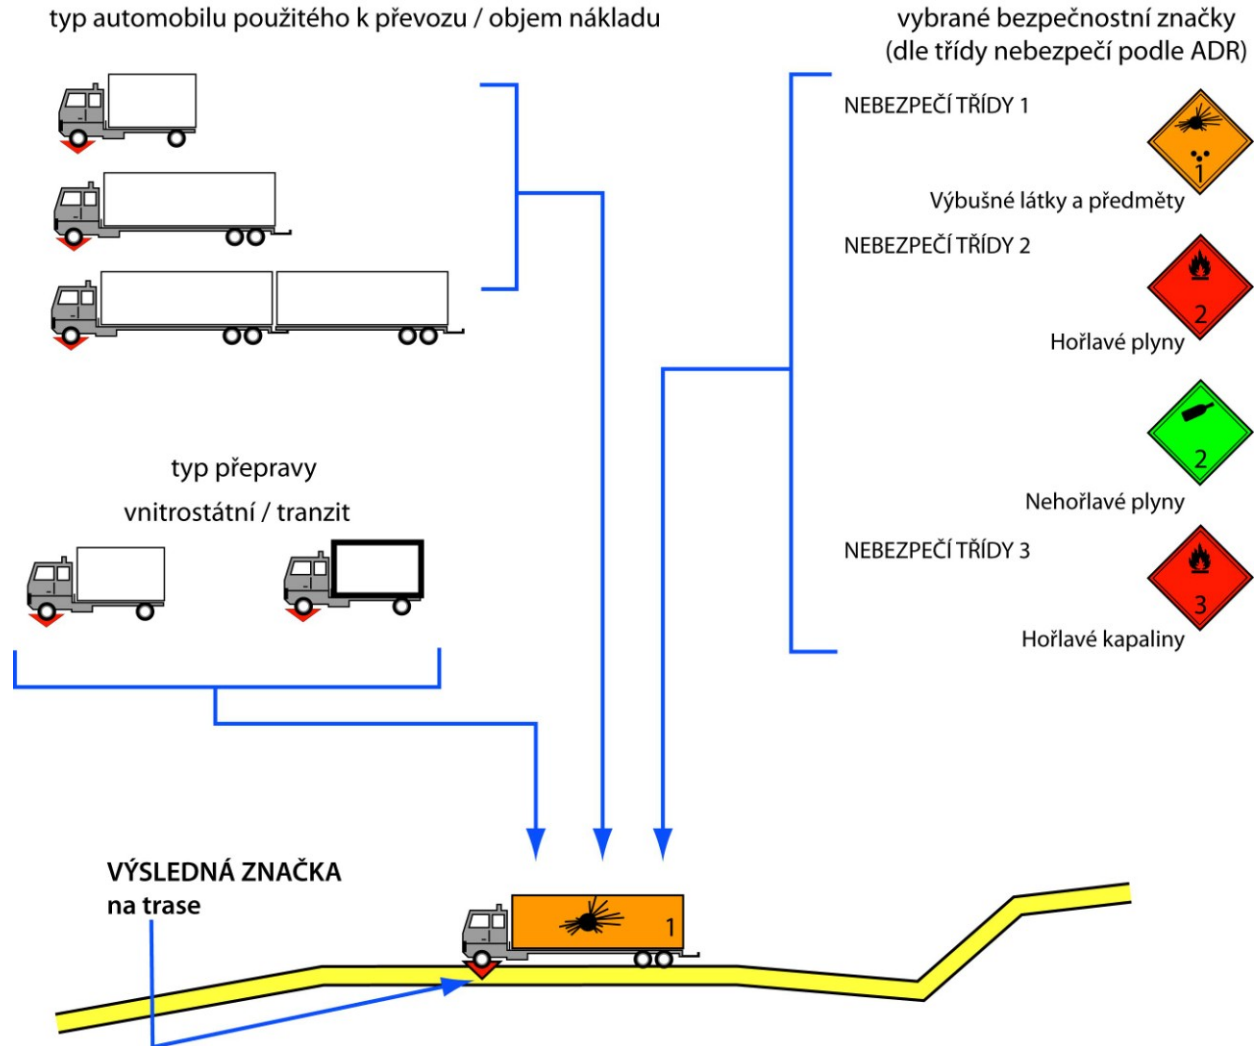 typ automobilu použitého k převozu / objem nákladu
vybrané bezpečnostní značky
(dle třídy nebezpečí podle ADR)
NEBEZPEČÍ TŘÍDY 1
1
Výbušné látky a předměty
NEBEZPEČÍ TŘÍDY 2
2
Hořlavé plyny
2
Nehořlavé plyny
NEBEZPEČÍ TŘÍDY 3
3
Hořlavé kapaliny
typ přepravy
vnitrostátní / tranzit
VÝSLEDNÁ ZNAČKA
na trase
1